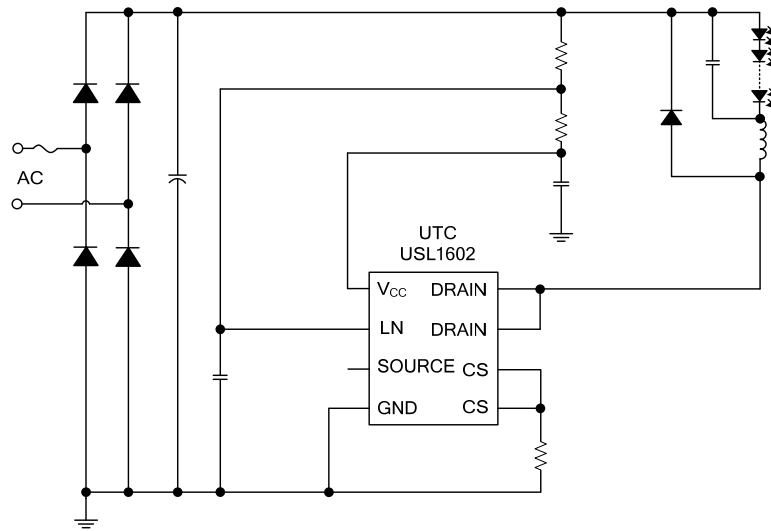 AC
UTC
USL1602
VCC DRAIN
LN DRAIN
SOURCE CS
GND CS